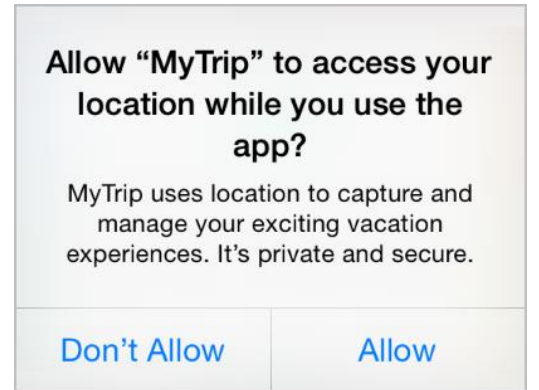 Allow “MyTrip” to access your
location while you use the
app?
MyTrip uses location to capture and
manage your exciting vacation
experiences. It’s private and secure.
Don’t Allow
Allow